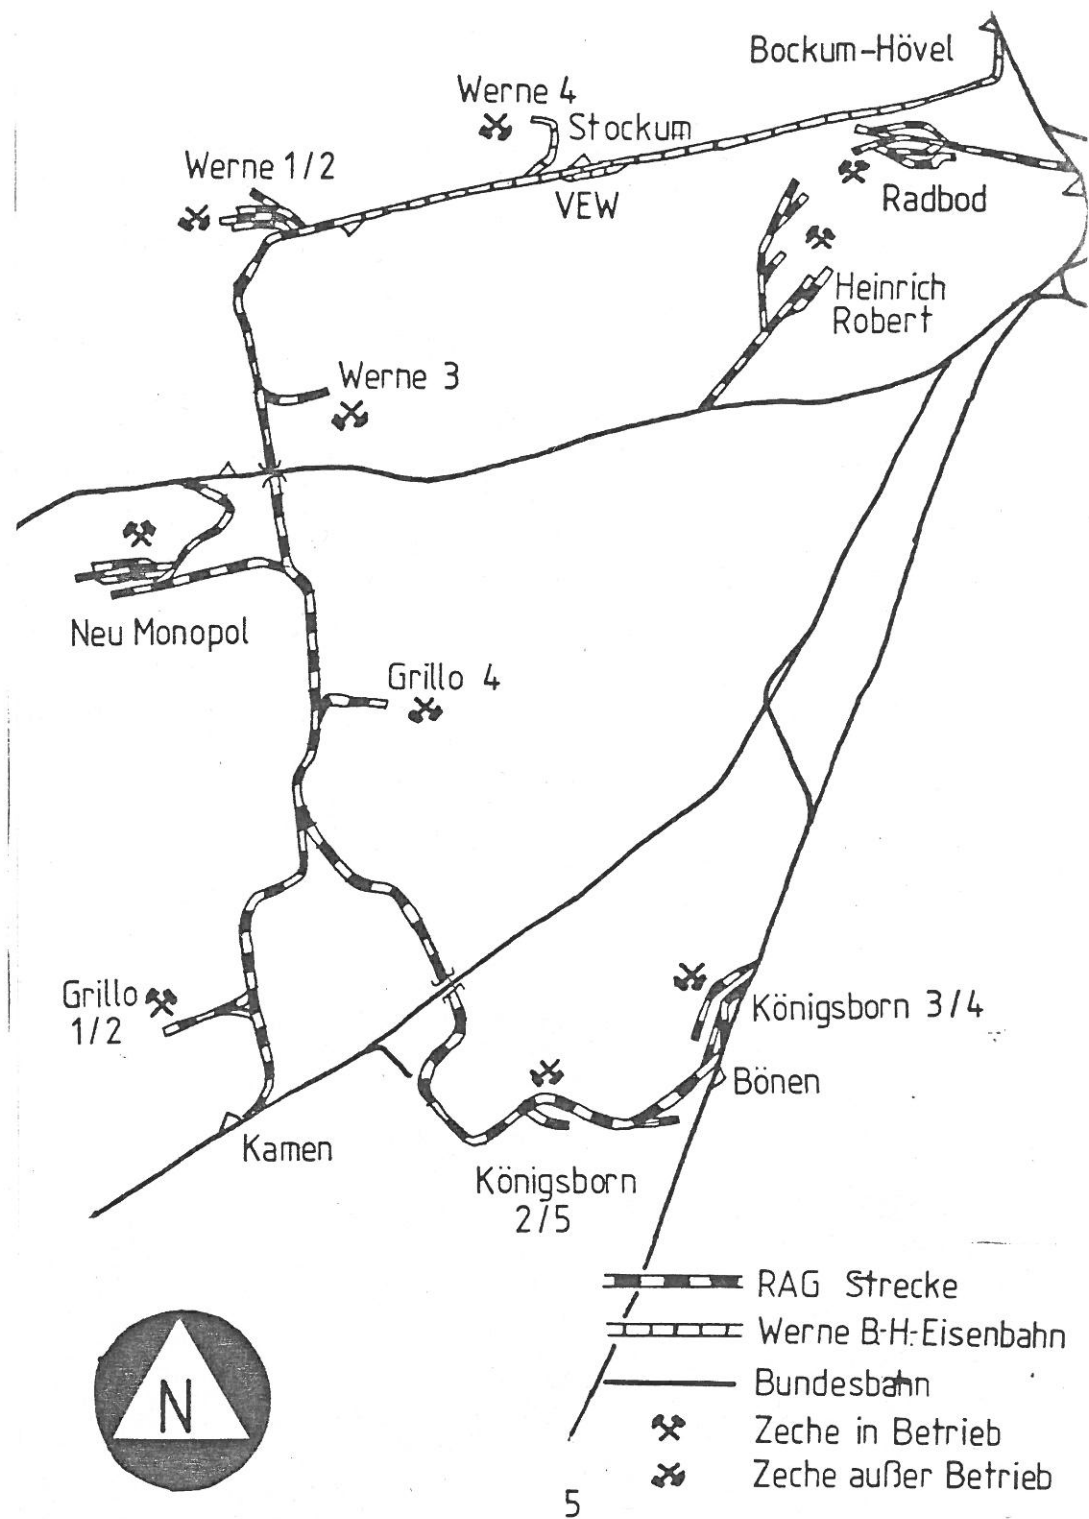 Bockum-Hövel
Werne 4
Stockum
Werne 1/2
VEW
Radbod
Heinrich
Robert
Werne 3
Neu Monopol
Grillo 4
Grillo
1/2
Königsborn 3/4
Bönen
Kamen
Königsborn
2/5
RAG Strecke
Werne B.-H.-Eisenbahn
Bundesbahn
N
Zeche in Betrieb
Zeche außer Betrieb
5